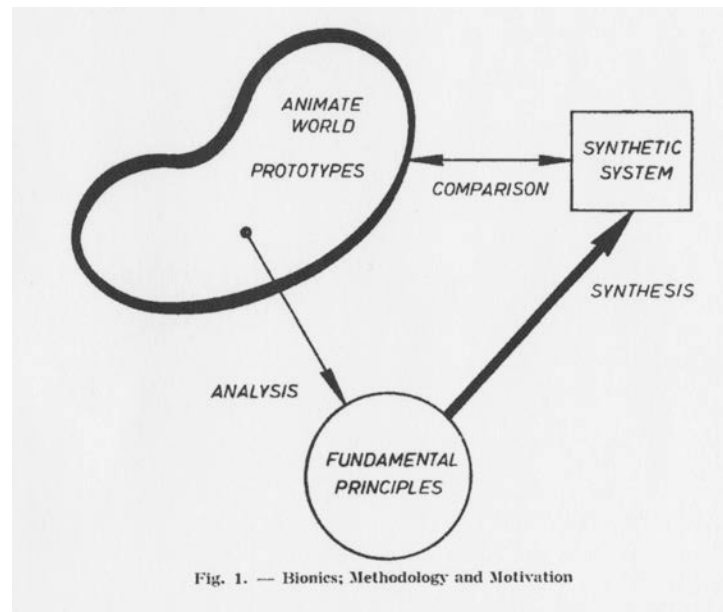 ANIMATE
WORLD
PROTOTYPES
COMPARISON
SYNTHETIC
SYSTEM
SYNTHESIS
ANALYSIS
FUNDAMENTAL
PRINCIPLES
Fig. 1. — Bionics; Methodology and Motivation